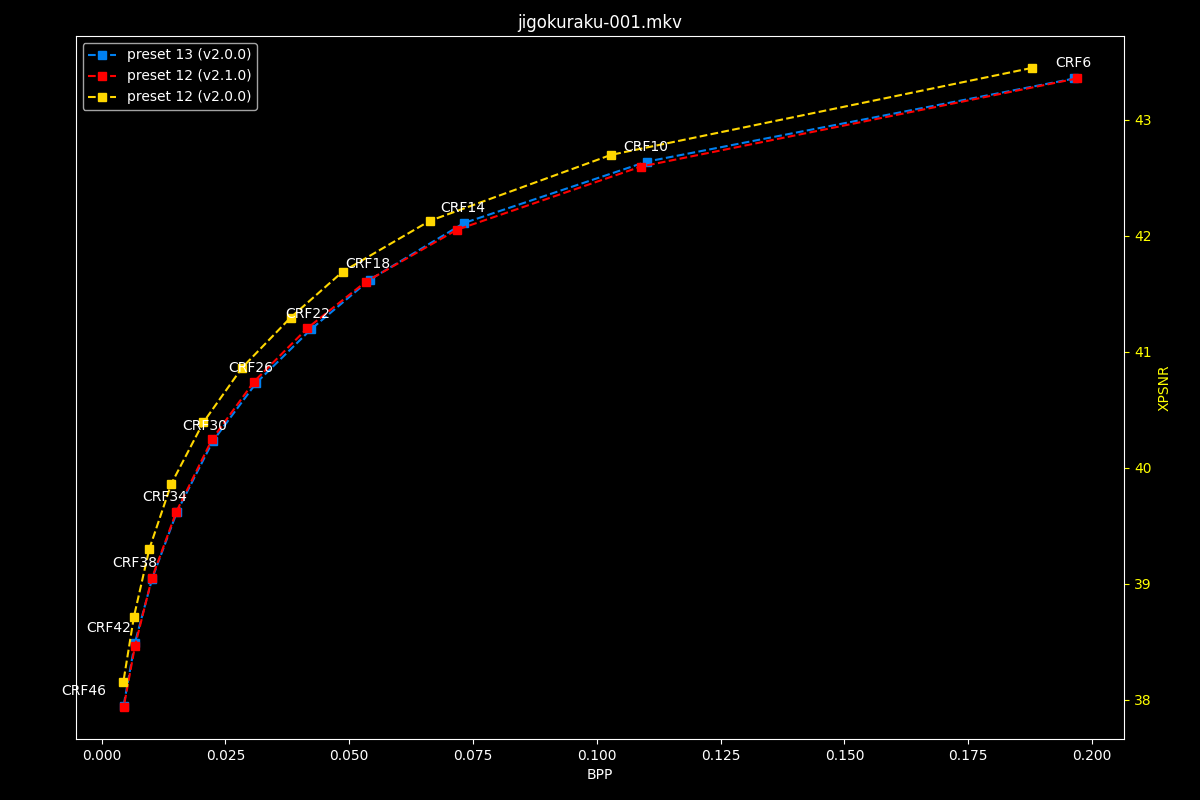 jigokuraku-001.mkv
preset 13 (v2.0.0)
preset 12 (v2.1.0)
preset 12 (v2.0.0)
CRF6
CRF10
CRF14
CRF18
CRF22
CRF26
CRF30
CRF34
CRF38
CRF42
CRF46
43
42
41
40
39
38
XPSNR
0.000 0.025 0.050 0.075 0.100 0.125 0.150 0.175 0.200
BPP